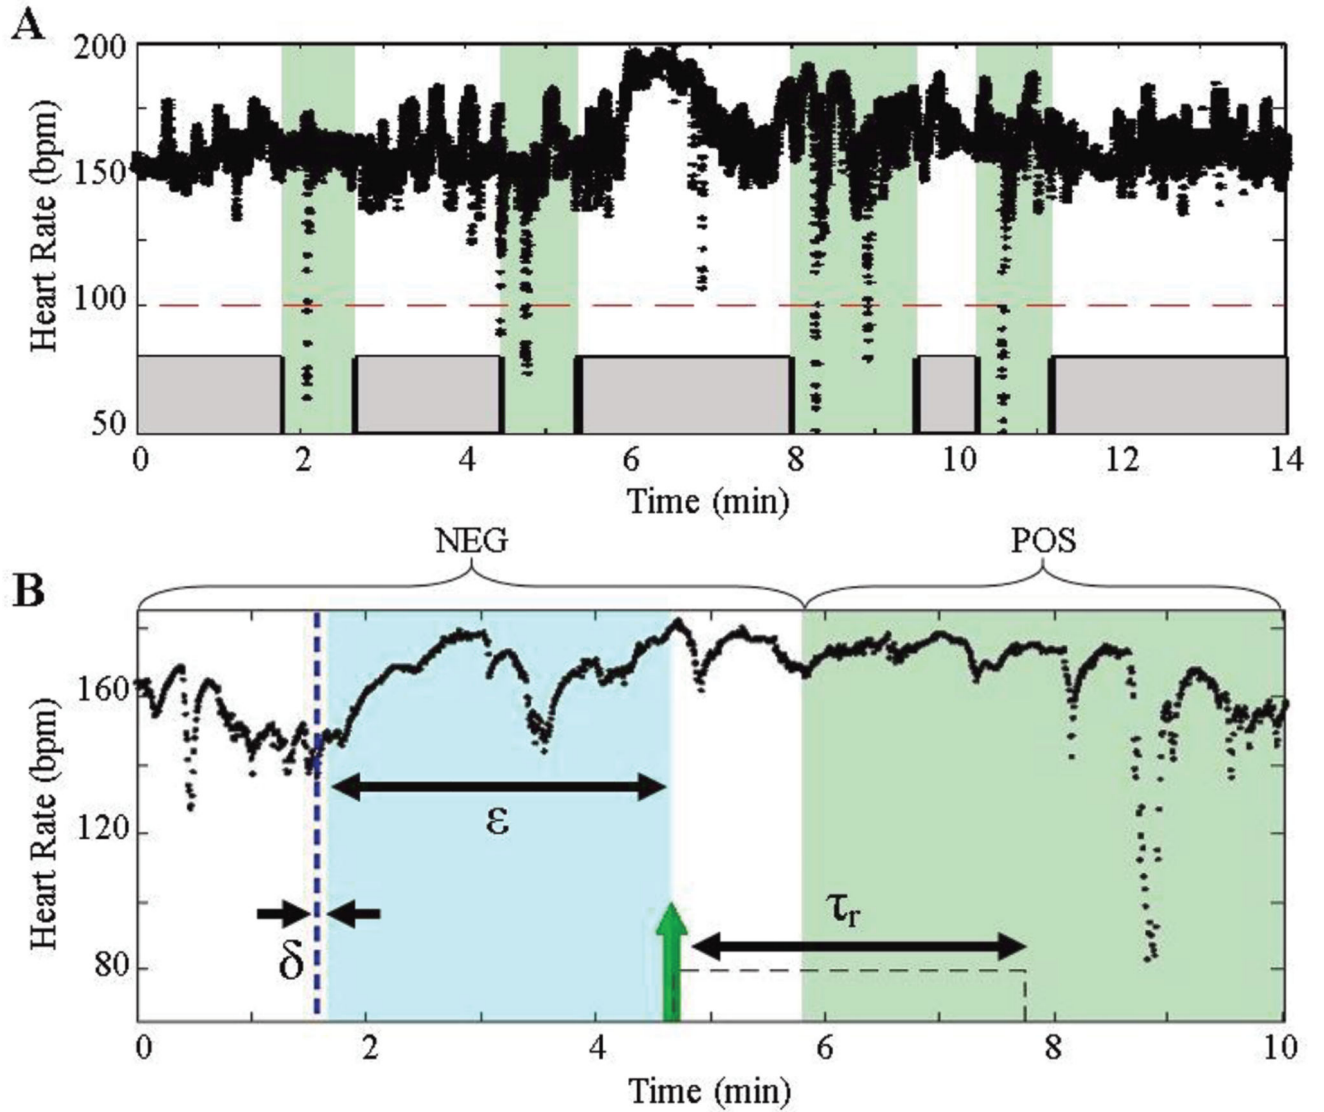 A
Heart Rate (bpm)
200
150
100
50
0 2 4 6 8 10 12 14
Time (min)
NEG POS
B
Heart Rate (bpm)
160
120
80
ε
δ
τr
0 2 4 6 8 10
Time (min)